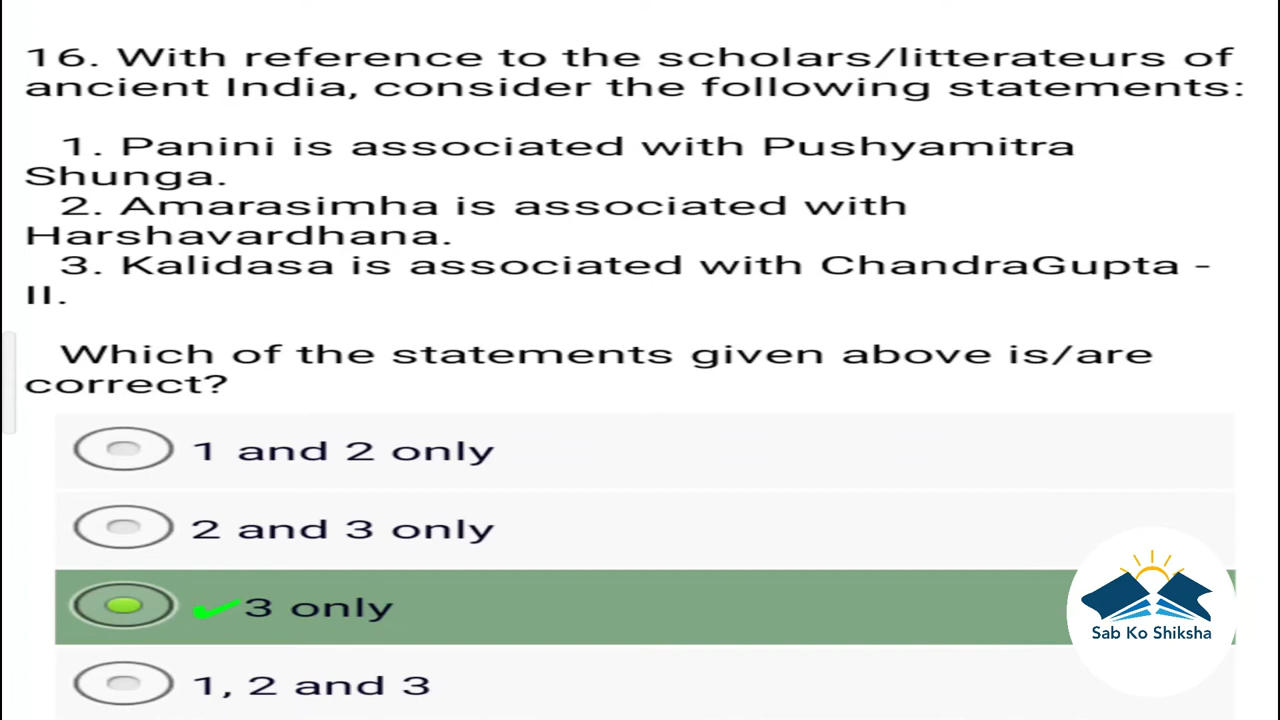 16. With reference to the scholars/litterateurs of
ancient India, consider the following statements:
1. Panini is associated with Pushyamitra
Shunga.
2. Amarasimha is associated with
Harshavardhana.
3. Kalidasa is associated with ChandraGupta -
II.
Which of the statements given above is/are
correct?
1 and 2 only
2 and 3 only
3 only
1, 2 and 3
Sab Ko Shiksha